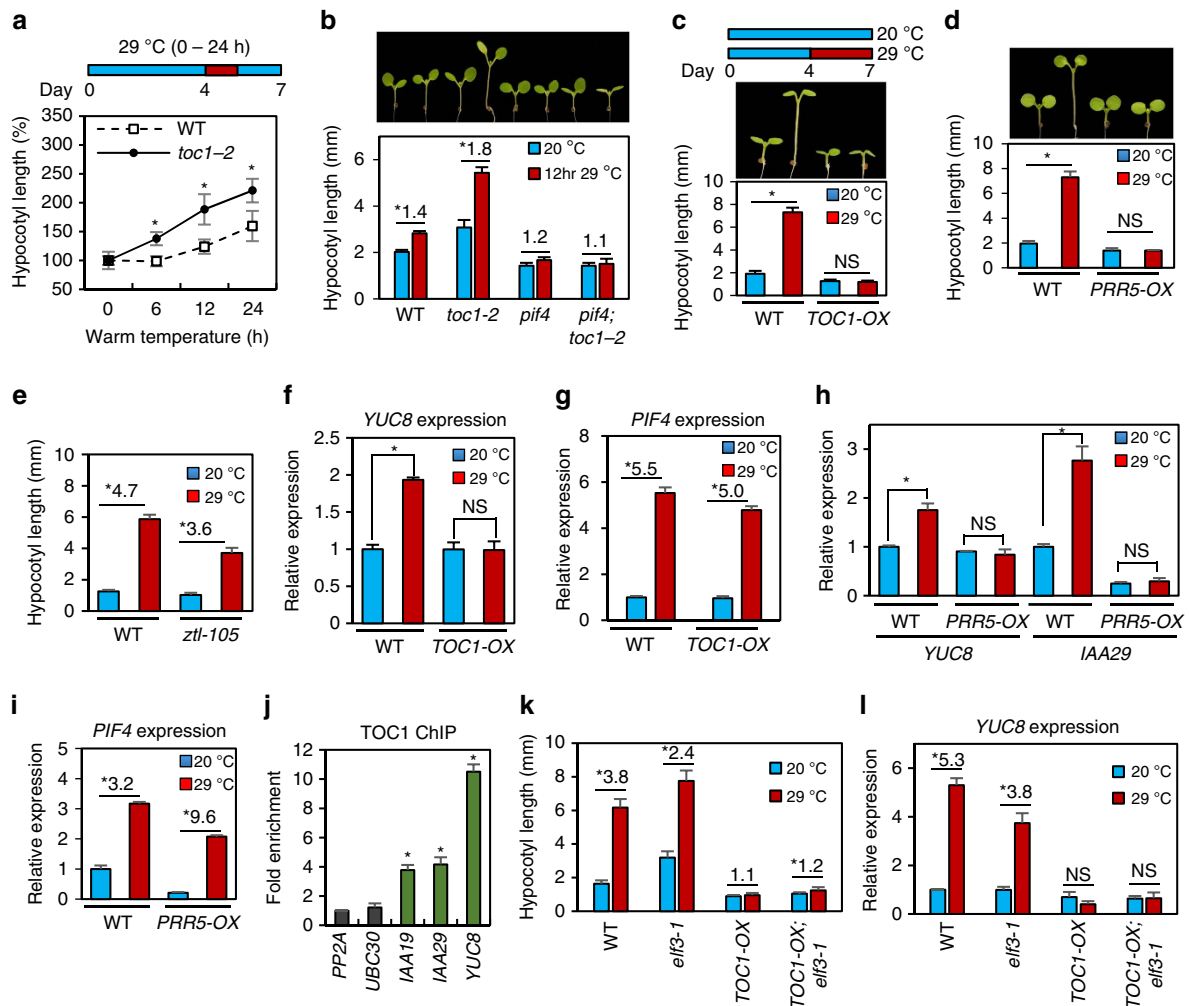 a
29 °C (0 – 24 h)
Day 0 4 7
Hypocotyl length (%)
350
300
250
200
150
100
50
WT
toc1–2
*
*
*
0 6 12 24
Warm temperature (h)
b
Hypocotyl length (mm)
6
4
2
0
20 °C
12hr 29 °C
*1.4
*1.8
1.2
1.1
WT toc1-2 pif4 pif4;
toc1–2
c
20 °C
29 °C
0 4 7
Hypocotyl length (mm)
10
8
6
4
2
0
20 °C
29 °C
*
NS
WT TOC1-OX
d
Hypocotyl length (mm)
10
8
6
4
2
0
20 °C
29 °C
*
NS
WT PRR5-OX
e
Hypocotyl length (mm)
10
8
6
4
2
0
20 °C
29 °C
*4.7
*3.6
WT ztl-105
f
YUC8 expression
Relative expression
2.5
2
1.5
1
0.5
0
20 °C
29 °C
*
NS
WT TOC1-OX
g
PIF4 expression
Relative expression
8
6
4
2
0
20 °C
29 °C
*5.5
*5.0
WT TOC1-OX
h
Relative expression
3
2
1
0
20 °C
29 °C
*
NS
*
NS
WT PRR5-OX WT PRR5-OX
YUC8 IAA29
i
PIF4 expression
Relative expression
5
4
3
2
1
0
20 °C
29 °C
*3.2
*9.6
WT PRR5-OX
j
TOC1 ChIP
Fold enrichment
12
10
8
6
4
2
0
*
*
*
PP2A
UBC30
IAA19
IAA29
YUC8
k
Hypocotyl length (mm)
10
8
6
4
2
0
20 °C
29 °C
*3.8
*2.4
1.1
*1.2
WT
elf3-1
TOC1-OX
TOC1-OX;
elf3-1
l
YUC8 expression
Relative expression
8
6
4
2
0
20 °C
29 °C
*5.3
*3.8
NS
NS
WT
elf3-1
TOC1-OX
TOC1-OX;
elf3-1